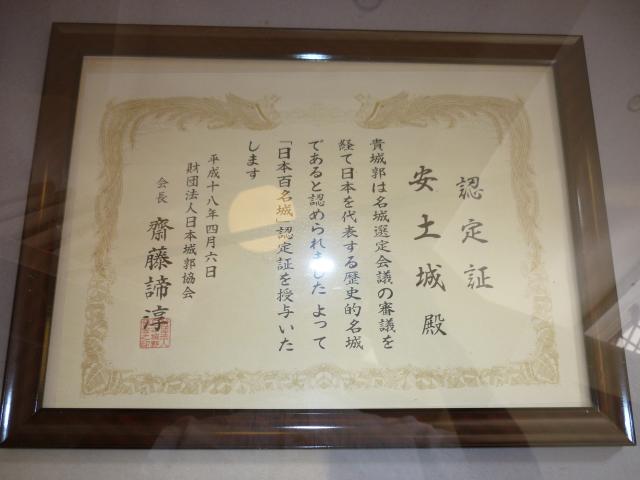 認定証
安土城殿
貴城郭は名城選定会議の審議を
経て日本を代表する歴史的名城
であると認められました よって
「日本百名城」認定証を授与いた
します
平成十八年四月六日
財団法人日本城郭協会
会長 齋藤諦淳